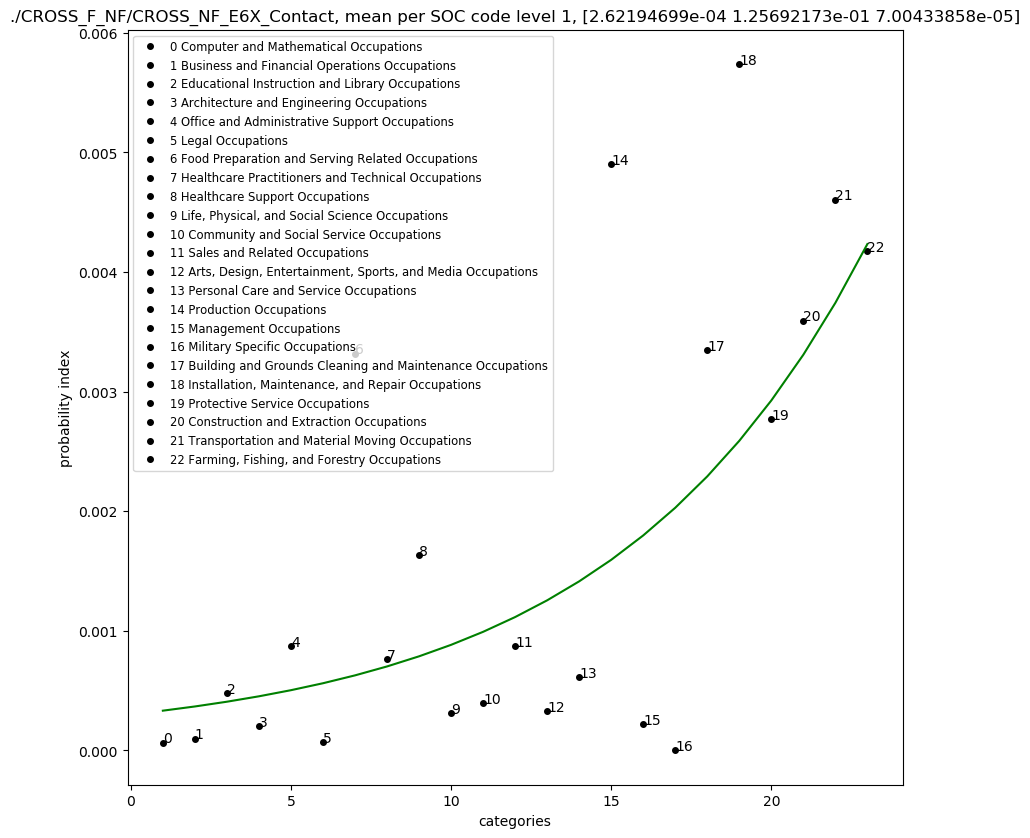 ./CROSS_F_NF/CROSS_NF_E6X_Contact, mean per SOC code level 1, [2.62194699e-04 1.25692173e-01 7.00433858e-05]
0.006
0.005
0.004
0.003
0.002
0.001
0.000
probability index
0 Computer and Mathematical Occupations
1 Business and Financial Operations Occupations
2 Educational Instruction and Library Occupations
3 Architecture and Engineering Occupations
4 Office and Administrative Support Occupations
5 Legal Occupations
6 Food Preparation and Serving Related Occupations
7 Healthcare Practitioners and Technical Occupations
8 Healthcare Support Occupations
9 Life, Physical, and Social Science Occupations
10 Community and Social Service Occupations
11 Sales and Related Occupations
12 Arts, Design, Entertainment, Sports, and Media Occupations
13 Personal Care and Service Occupations
14 Production Occupations
15 Management Occupations
16 Military Specific Occupations
17 Building and Grounds Cleaning and Maintenance Occupations
18 Installation, Maintenance, and Repair Occupations
19 Protective Service Occupations
20 Construction and Extraction Occupations
21 Transportation and Material Moving Occupations
22 Farming, Fishing, and Forestry Occupations
0
1
2
3
4
5
6
7
8
9
10
11
12
13
14
15
16
17
18
19
20
21
22
0
5
10
15
20
categories